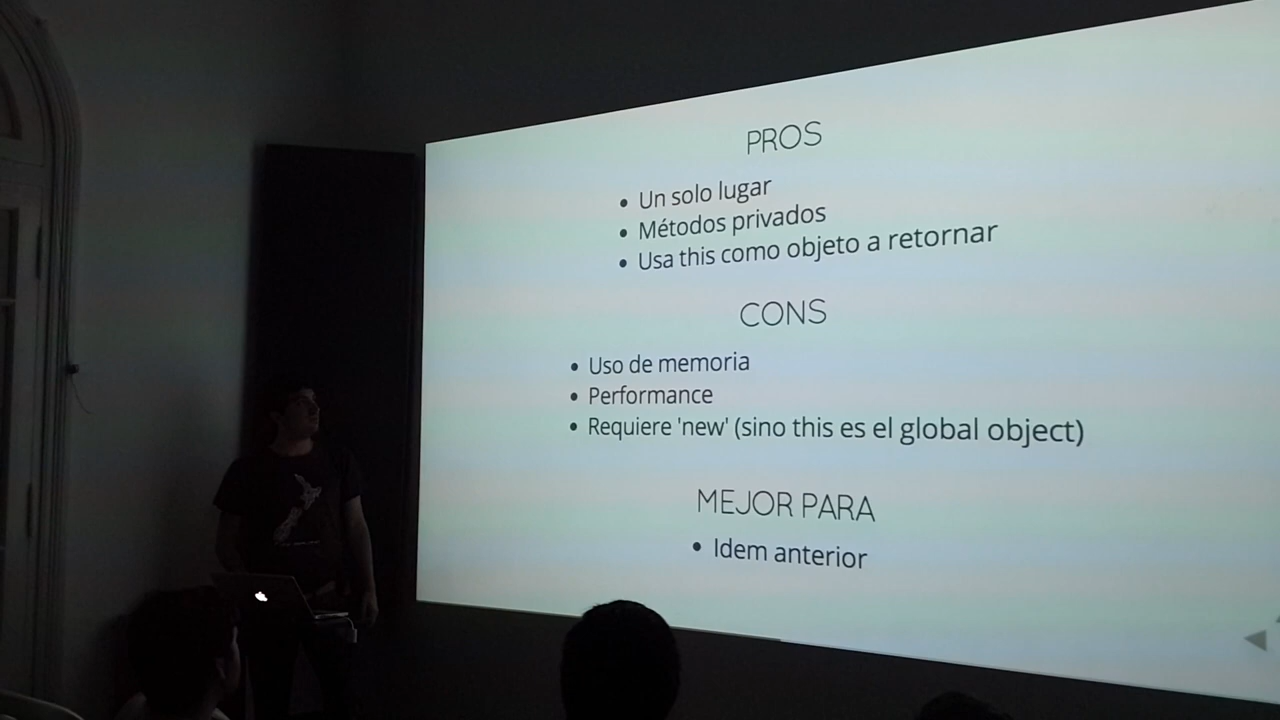 PROS
• Un solo lugar
• Métodos privados
• Usa this como objeto a retornar
CONS
• Uso de memoria
• Performance
• Requiere 'new' (sino this es el global object)
MEJOR PARA
• Idem anterior